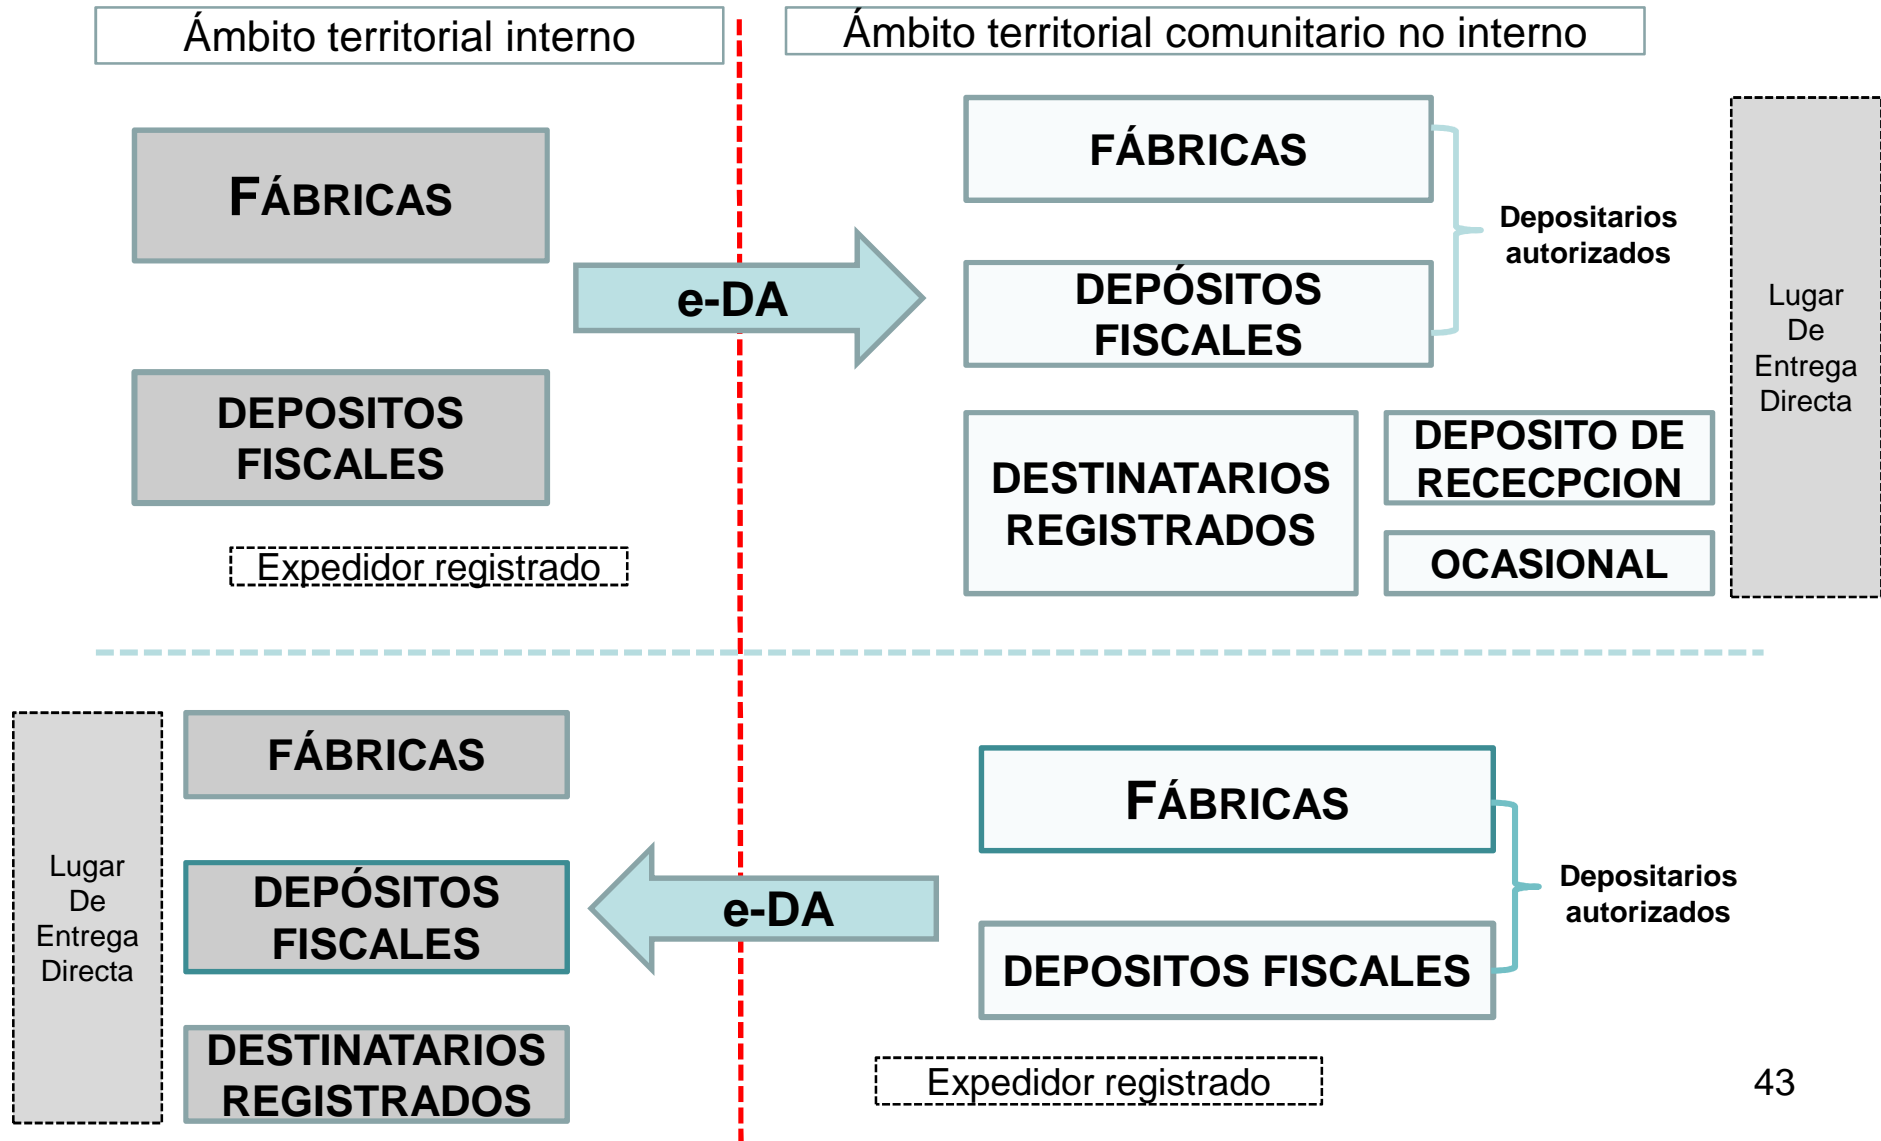 Ámbito territorial interno
Ámbito territorial comunitario no interno
FÁBRICAS
DEPOSITOS
FISCALES
Expedidor registrado
e-DA
FÁBRICAS
DEPÓSITOS
FISCALES
Depositarios
autorizados
DESTINATARIOS
REGISTRADOS
DEPOSITO DE
RECECPCION
OCASIONAL
Lugar
De
Entrega
Directa
Lugar
De
Entrega
Directa
FÁBRICAS
DEPÓSITOS
FISCALES
DESTINATARIOS
REGISTRADOS
e-DA
FÁBRICAS
DEPOSITOS FISCALES
Depositarios
autorizados
Expedidor registrado
43